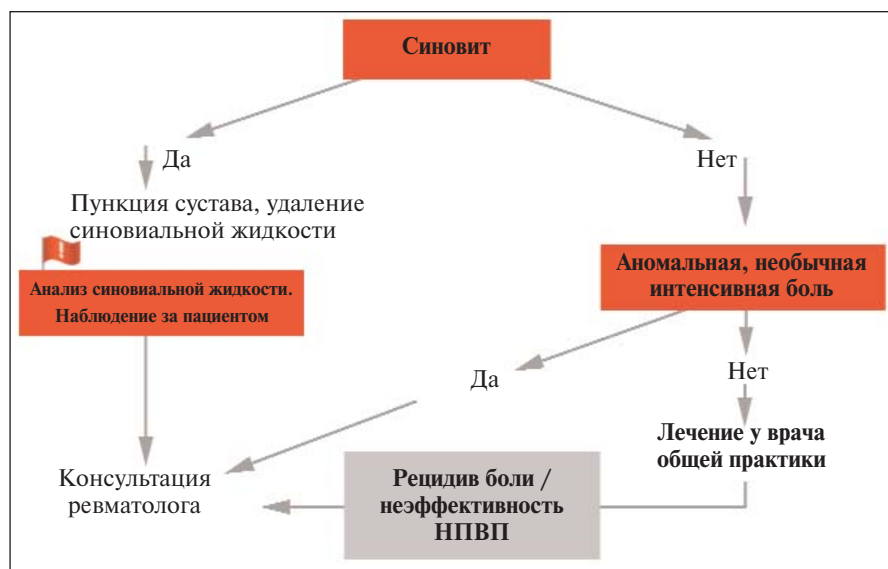 Синовит
Да
Нет
Пункция сустава, удаление
синовиальной жидкости
!
Анализ синовиальной жидкости.
Наблюдение за пациентом
Аномальная, необычная
интенсивная боль
Да
Нет
Лечение у врача
общей практики
Консультация
ревматолога
Рецидив боли /
неэффективность
НПВП